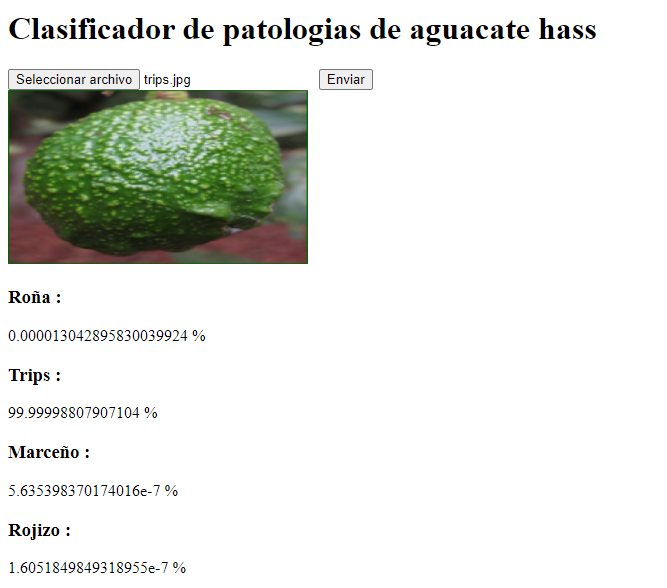 Clasificador de patologias de aguacate hass
Seleccionar archivo trips.jpg Enviar
Roña :
0.000013042895830039924 %
Trips :
99.99998807907104 %
Marceño :
5.635398370174016e-7 %
Rojizo :
1.6051849849318955e-7 %